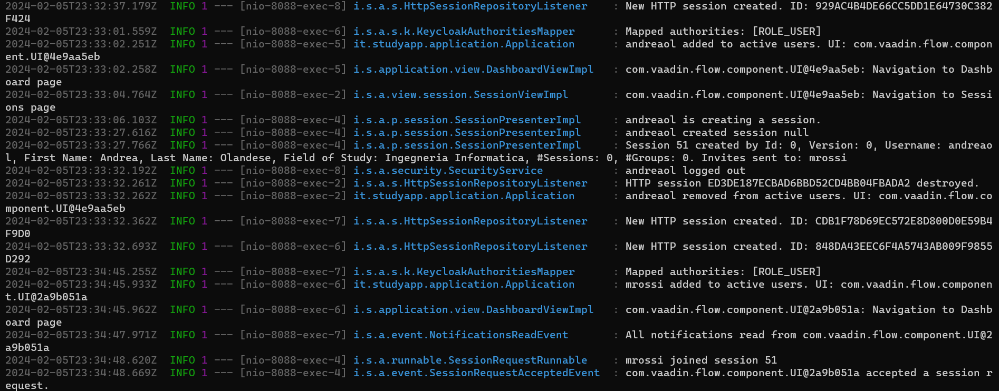 2024-02-05T23:32:37.179Z  INFO 1 --- [nio-8088-exec-8] i.s.a.s.HttpSessionRepositoryListener    : New HTTP session created. ID: 929AC4B4DE66CC5DD1E64730C382
F424
2024-02-05T23:33:01.559Z  INFO 1 --- [nio-8088-exec-6] i.s.a.s.k.KeycloakAuthoritiesMapper      : Mapped authorities: [ROLE_USER]
2024-02-05T23:33:02.251Z  INFO 1 --- [nio-8088-exec-5] it.studyapp.application.Application      : andreaol added to active users. UI: com.vaadin.flow.compon
ent.UI@4e9aa5eb
2024-02-05T23:33:02.258Z  INFO 1 --- [nio-8088-exec-5] i.s.application.view.DashboardViewImpl   : com.vaadin.flow.component.UI@4e9aa5eb: Navigation to Dashb
oard page
2024-02-05T23:33:04.764Z  INFO 1 --- [nio-8088-exec-2] i.s.a.view.session.SessionViewImpl       : com.vaadin.flow.component.UI@4e9aa5eb: Navigation to Sessi
ons page
2024-02-05T23:33:06.103Z  INFO 1 --- [nio-8088-exec-4] i.s.a.p.session.SessionPresenterImpl     : andreaol is creating a session.
2024-02-05T23:33:27.616Z  INFO 1 --- [nio-8088-exec-4] i.s.a.p.session.SessionPresenterImpl     : andreaol created session null
2024-02-05T23:33:27.766Z  INFO 1 --- [nio-8088-exec-4] i.s.a.p.session.SessionPresenterImpl     : Session 51 created by Id: 0, Version: 0, Username: andreao
l, First Name: Andrea, Last Name: Olandese, Field of Study: Ingegneria Informatica, #Sessions: 0, #Groups: 0. Invites sent to: mrossi
2024-02-05T23:33:32.192Z  INFO 1 --- [nio-8088-exec-8] i.s.a.security.SecurityService           : andreaol logged out
2024-02-05T23:33:32.261Z  INFO 1 --- [nio-8088-exec-2] i.s.a.s.HttpSessionRepositoryListener    : HTTP session ED3DE187ECBAD6BBD52CD4BB04FBADA2 destroyed.
2024-02-05T23:33:32.262Z  INFO 1 --- [nio-8088-exec-2] it.studyapp.application.Application      : andreaol removed from active users. UI: com.vaadin.flow.co
mponent.UI@4e9aa5eb
2024-02-05T23:33:32.362Z  INFO 1 --- [nio-8088-exec-7] i.s.a.s.HttpSessionRepositoryListener    : New HTTP session created. ID: CDB1F78D69EC572E8D800D0E59B4
F9D0
2024-02-05T23:33:32.693Z  INFO 1 --- [nio-8088-exec-6] i.s.a.s.HttpSessionRepositoryListener    : New HTTP session created. ID: 848DA43EEC6F4A5743AB009F9855
D292
2024-02-05T23:34:45.255Z  INFO 1 --- [nio-8088-exec-7] i.s.a.s.k.KeycloakAuthoritiesMapper      : Mapped authorities: [ROLE_USER]
2024-02-05T23:34:45.933Z  INFO 1 --- [nio-8088-exec-6] it.studyapp.application.Application      : mrossi added to active users. UI: com.vaadin.flow.componen
t.UI@2a9b051a
2024-02-05T23:34:45.962Z  INFO 1 --- [nio-8088-exec-6] i.s.application.view.DashboardViewImpl   : com.vaadin.flow.component.UI@2a9b051a: Navigation to Dashb
oard page
2024-02-05T23:34:47.971Z  INFO 1 --- [nio-8088-exec-7] i.s.a.event.NotificationsReadEvent       : All notifications read from com.vaadin.flow.component.UI@2
a9b051a
2024-02-05T23:34:48.620Z  INFO 1 --- [nio-8088-exec-4] i.s.a.runnable.SessionRequestRunnable    : mrossi joined session 51
2024-02-05T23:34:48.669Z  INFO 1 --- [nio-8088-exec-4] i.s.a.event.SessionRequestAcceptedEvent  : com.vaadin.flow.component.UI@2a9b051a accepted a session r
equest.